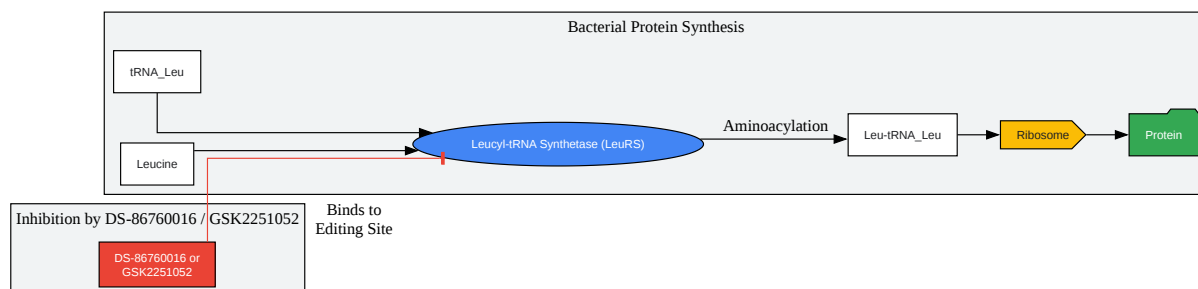 Bacterial Protein Synthesis
tRNA_Leu
Leucine
Leucyl-tRNA Synthetase (LeuRS)
Aminoacylation
Leu-tRNA_Leu
Ribosome
Protein
Inhibition by DS-86760016 / GSK2251052
Binds to
Editing Site
DS-86760016 or
GSK2251052